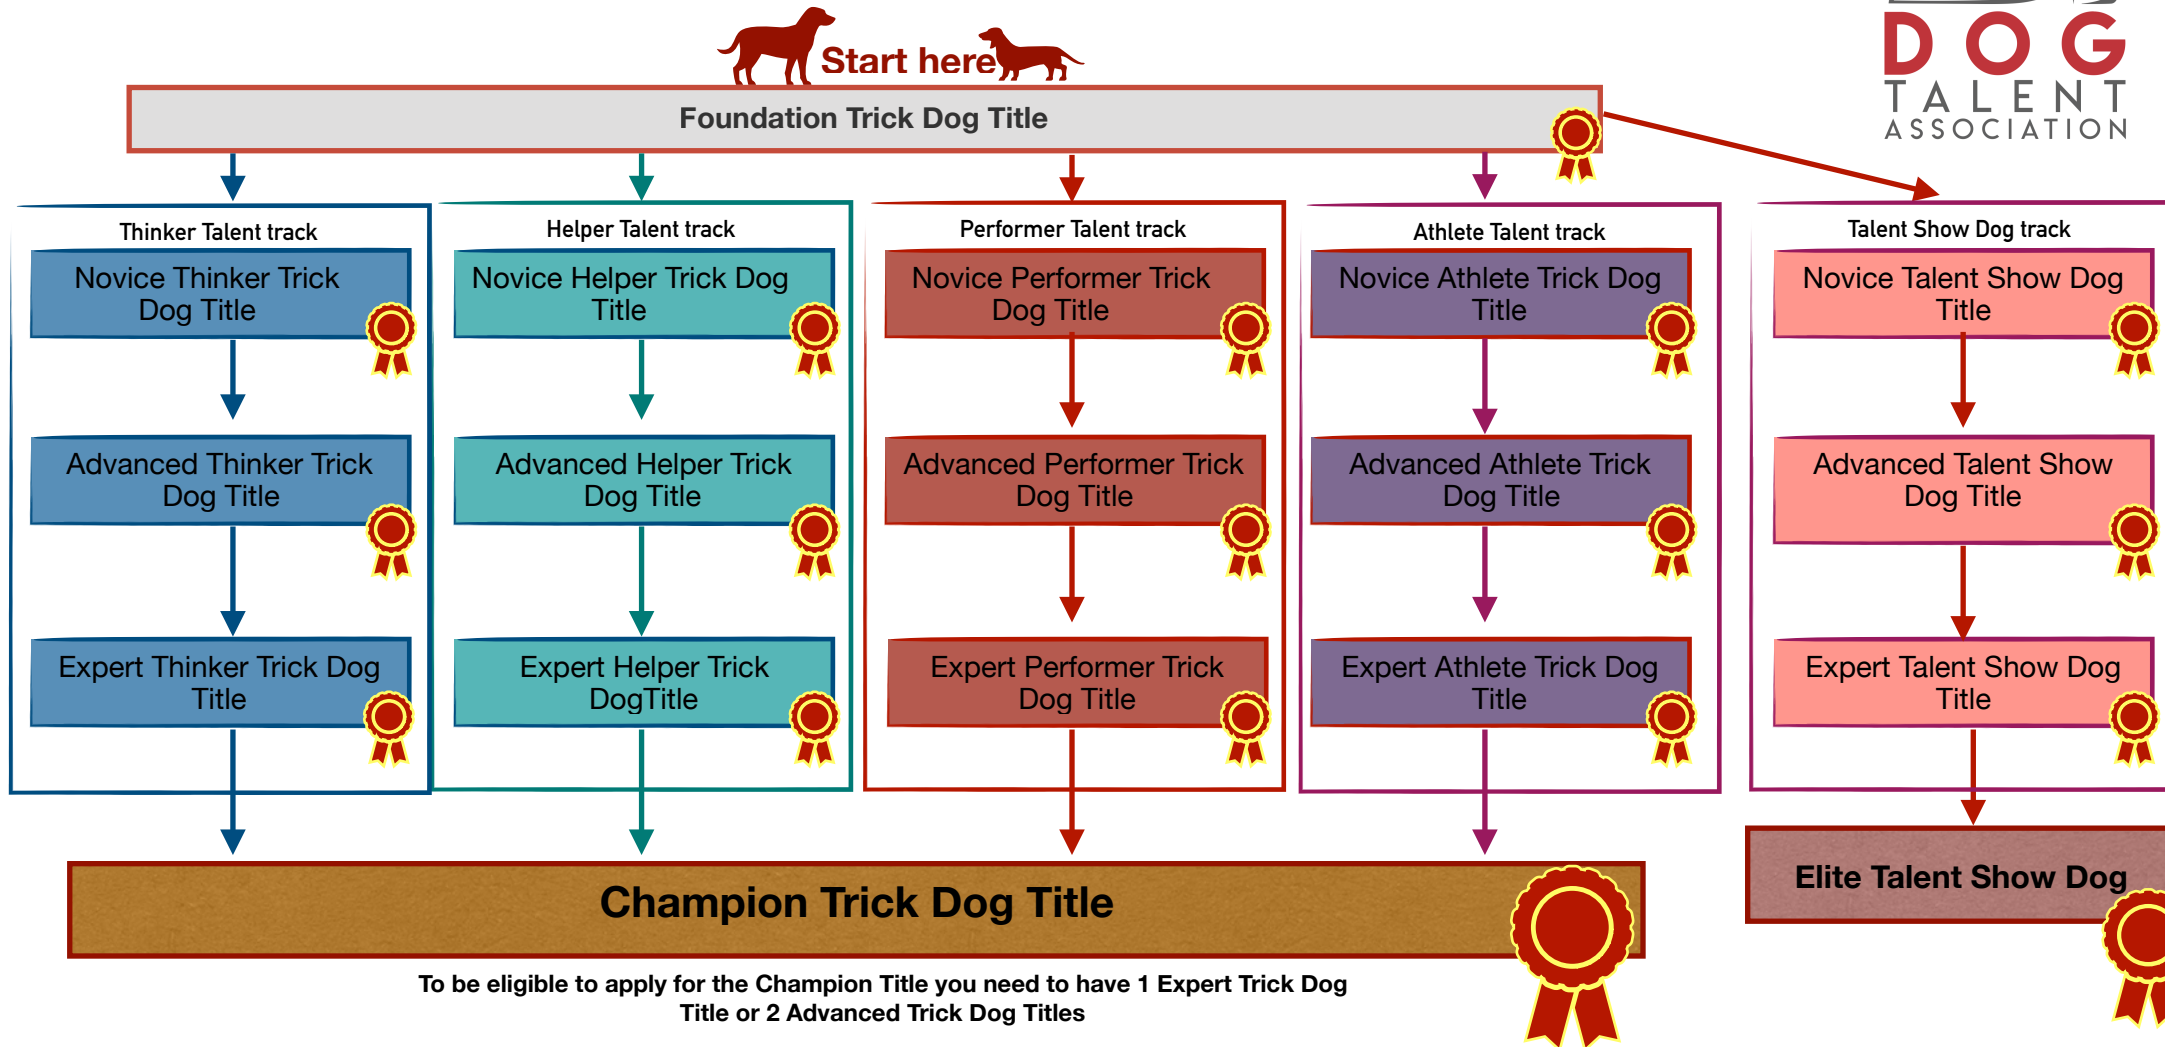 Start here
DOG
TALENT
ASSOCIATION
Foundation Trick Dog Title
Thinker Talent track
Novice Thinker Trick
Dog Title
Advanced Thinker Trick
Dog Title
Expert Thinker Trick Dog
Title
Helper Talent track
Novice Helper Trick Dog
Title
Advanced Helper Trick
Dog Title
Expert Helper Trick
DogTitle
Performer Talent track
Novice Performer Trick
Dog Title
Advanced Performer Trick
Dog Title
Expert Performer Trick
Dog Title
Athlete Talent track
Novice Athlete Trick Dog
Title
Advanced Athlete Trick
Dog Title
Expert Athlete Trick Dog
Title
Talent Show Dog track
Novice Talent Show Dog
Title
Advanced Talent Show
Dog Title
Expert Talent Show Dog
Title
Champion Trick Dog Title
Elite Talent Show Dog
To be eligible to apply for the Champion Title you need to have 1 Expert Trick Dog
Title or 2 Advanced Trick Dog Titles